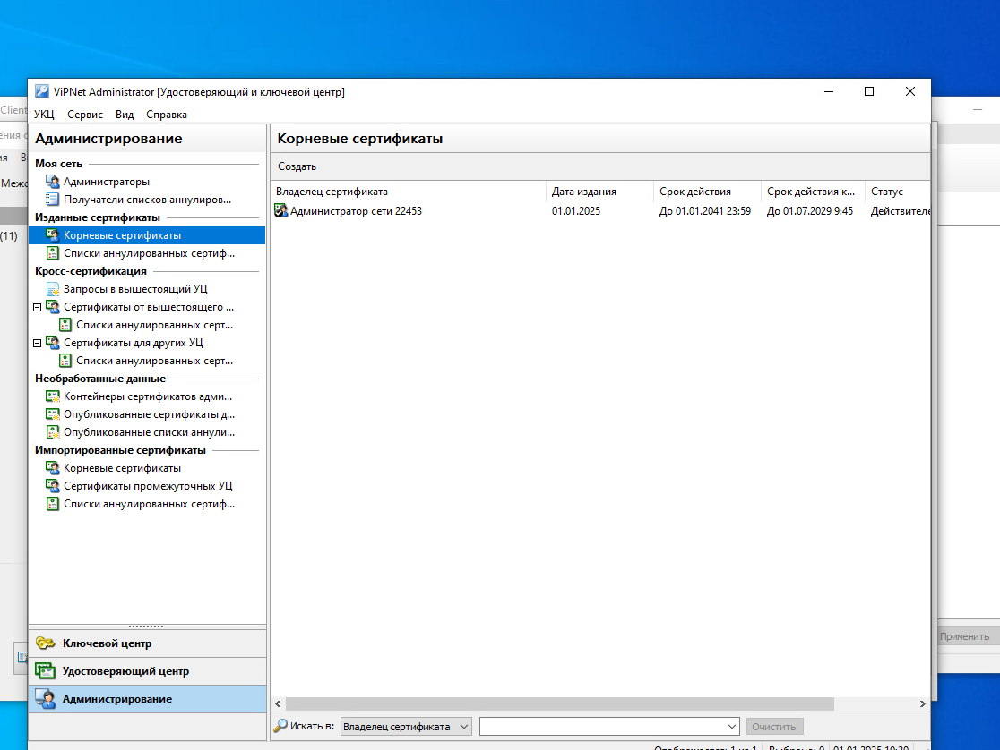 ViPNet Administrator [Удостоверяющий и ключевой центр]
Client
УКЦ Сервис Вид Справка
Администрирование
Корневые сертификаты
Моя сеть
Создать
Администраторы
Межс
Получатели списков аннулиров...
Владелец сертификата Дата издания Срок действия Срок действия к... Статус
Администратор сети 22453 01.01.2025 До 01.01.2041 23:59 До 01.07.2029 9:45 Действителе
Изданные сертификаты
(11)
Корневые сертификаты
Списки аннулированных сертиф...
Кросс-сертификация
Запросы в вышестоящий УЦ
Сертификаты от вышестоящего ...
Списки аннулированных серт...
Сертификаты для других УЦ
Списки аннулированных серт...
Необработанные данные
Контейнеры сертификатов адми...
Опубликованные сертификаты д...
Опубликованные списки аннули...
Импортированные сертификаты
Корневые сертификаты
Сертификаты промежуточных УЦ
Списки аннулированных сертиф...
Ключевой центр
Удостоверяющий центр
Администрирование
Применить
Искать в: Владелец сертификата Очистить
Отображается: 1 из 1 Выбрано: 0 01.01.2025 10:20